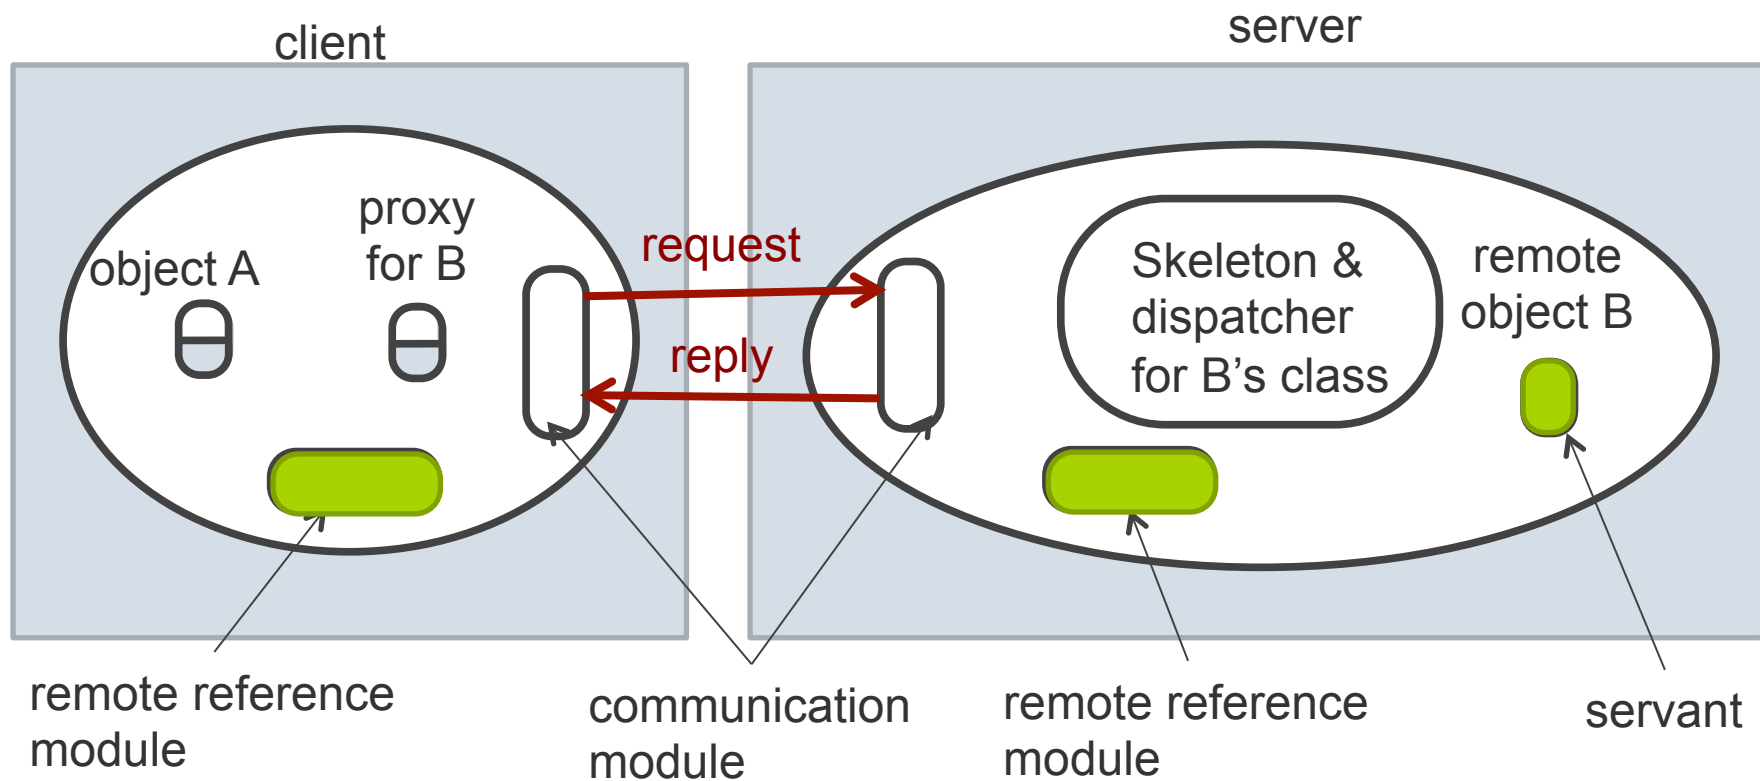 client
server
object A
proxy
for B
request
reply
Skeleton &
dispatcher
for B’s class
remote
object B
remote reference
module
communication
module
remote reference
module
servant